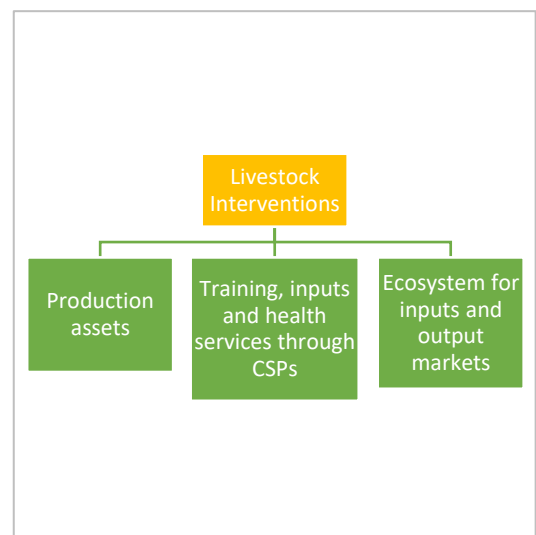 Livestock
Interventions
Production
assets
Training, inputs
and health
services through
CSPs
Ecosystem for
inputs and
output
markets